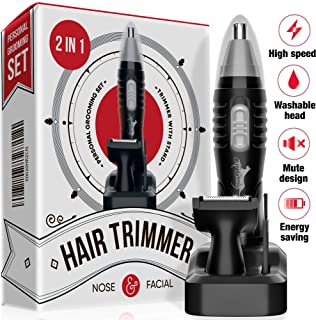 PERSONAL GROOMING
SET
2 IN 1
PERSONAL GROOMING SET
TRIMMER WITH STAND
HAIR TRIMMER
NOSE & FACIAL
High speed
Washable
head
Mute
design
Energy
saving